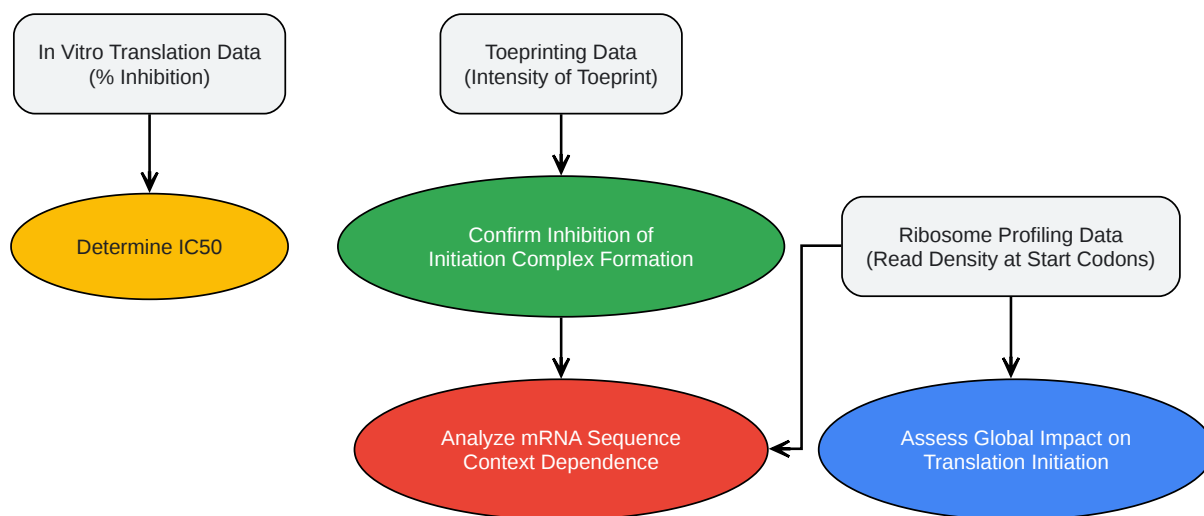 In Vitro Translation Data
(% Inhibition)
Toeprinting Data
(Intensity of Toeprint)
Determine IC50
Confirm Inhibition of
Initiation Complex Formation
Ribosome Profiling Data
(Read Density at Start Codons)
Analyze mRNA Sequence
Context Dependence
Assess Global Impact on
Translation Initiation